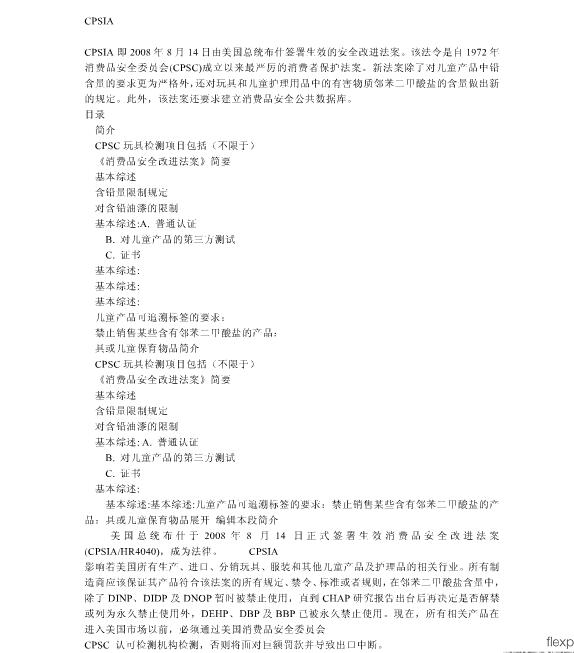 CPSIA
CPSIA 即 2008 年 8 月 14 日由美国总统布什签署生效的安全改进法案。该法令是自 1972 年
消费品安全委员会(CPSC)成立以来最严厉的消费者保护法案。新法案除了对儿童产品中铅
含量的要求更为严格外,还对玩具和儿童护理用品中的有害物质邻苯二甲酸盐的含量做出新
的规定。此外，该法案还要求建立消费品安全公共数据库。
目录
简介
CPSC 玩具检测项目包括（不限于）
《消费品安全改进法案》简要
基本综述
含铅量限制规定
对含铅油漆的限制
基本综述:A. 普通认证
B. 对儿童产品的第三方测试
C. 证书
基本综述:
基本综述:
基本综述:
儿童产品可追溯标签的要求:
禁止销售某些含有邻苯二甲酸盐的产品:
具或儿童保育物品简介
CPSC 玩具检测项目包括（不限于）
《消费品安全改进法案》简要
基本综述
含铅量限制规定
对含铅油漆的限制
基本综述: A. 普通认证
B. 对儿童产品的第三方测试
C. 证书
基本综述:
基本综述:基本综述:儿童产品可追溯标签的要求: 禁止销售某些含有邻苯二甲酸盐的产
品: 具或儿童保育物品展开 编辑本段简介
美国总统布什于 2008 年 8 月 14 日正式签署生效消费品安全改进法案
(CPSIA/HR4040)，成为法律。 CPSIA
影响着美国所有生产、进口、分销玩具、服装和其他儿童产品及护理品的相关行业。所有制
造商应该保证其产品符合该法案的所有规定、禁令、标准或者规则，在邻苯二甲酸盐含量中，
除了 DINP、DIDP 及 DNOP 暂时被禁止使用，直到 CHAP 研究报告出台后再决定是否解禁
或列为永久禁止使用外，DEHP、DBP 及 BBP 已被永久禁止使用。现在，所有相关产品在
进入美国市场以前，必须通过美国消费品安全委员会
CPSC 认可检测机构检测，否则将面对巨额罚款并导致出口中断。
flexp